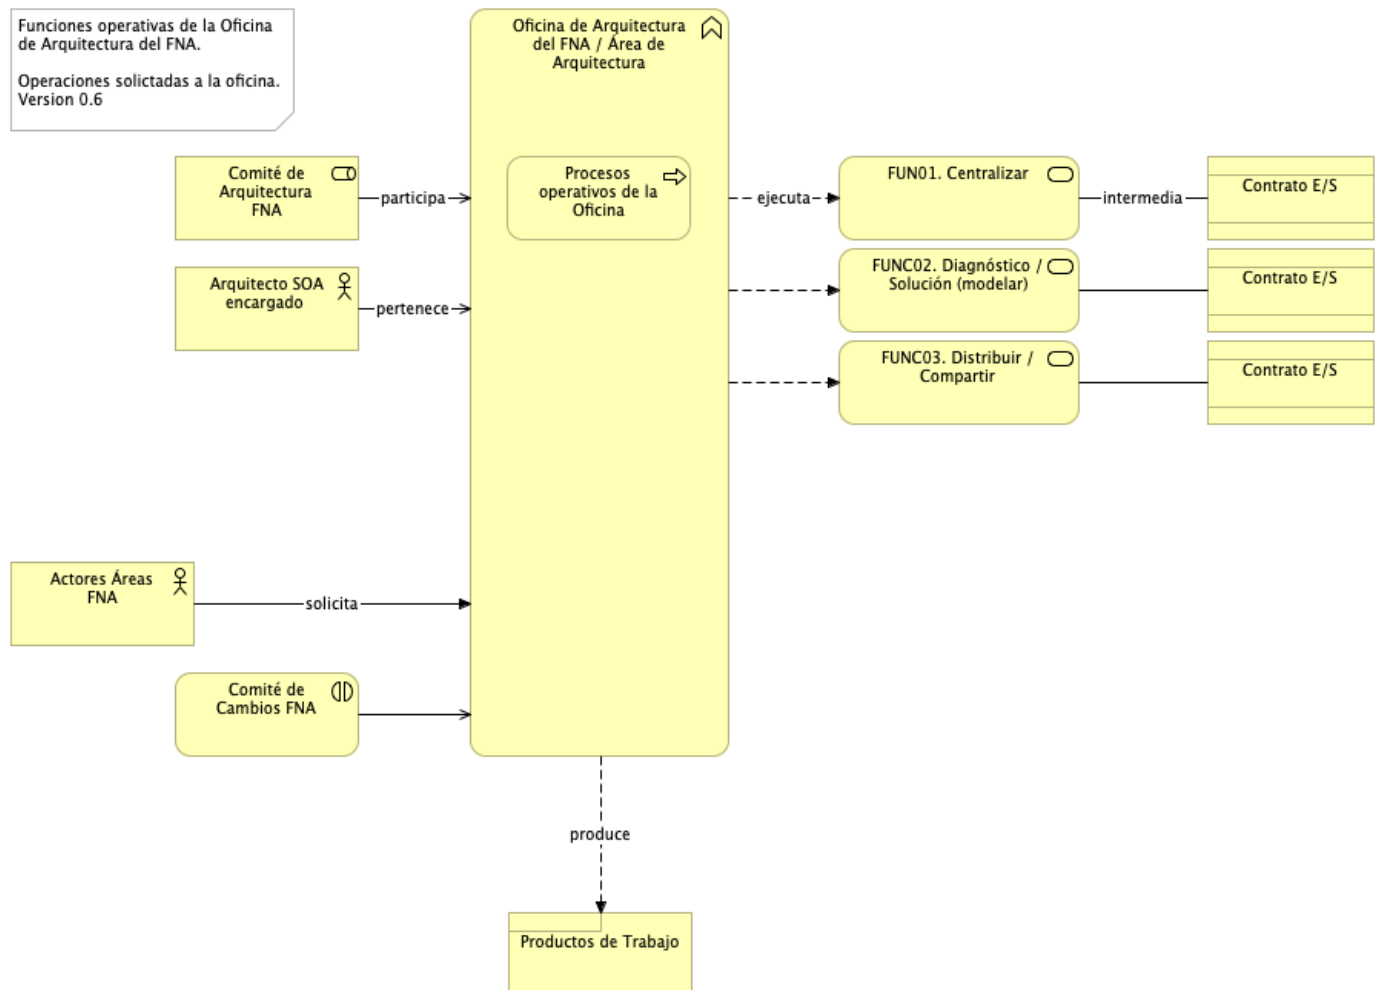 Funciones operativas de la Oficina
de Arquitectura del FNA.
Operaciones solictadas a la oficina.
Version 0.6
Oficina de Arquitectura
del FNA / Área de
Arquitectura
Comité de
Arquitectura
FNA
participa
Procesos
operativos de la
Oficina
ejecuta
FUN01. Centralizar
intermedia
Contrato E/S
Arquitecto SOA
encargado
pertenece
FUNC02. Diagnóstico /
Solución (modelar)
Contrato E/S
FUNC03. Distribuir /
Compartir
Contrato E/S
Actores Áreas
FNA
solicita
Comité de
Cambios FNA
produce
Productos de Trabajo